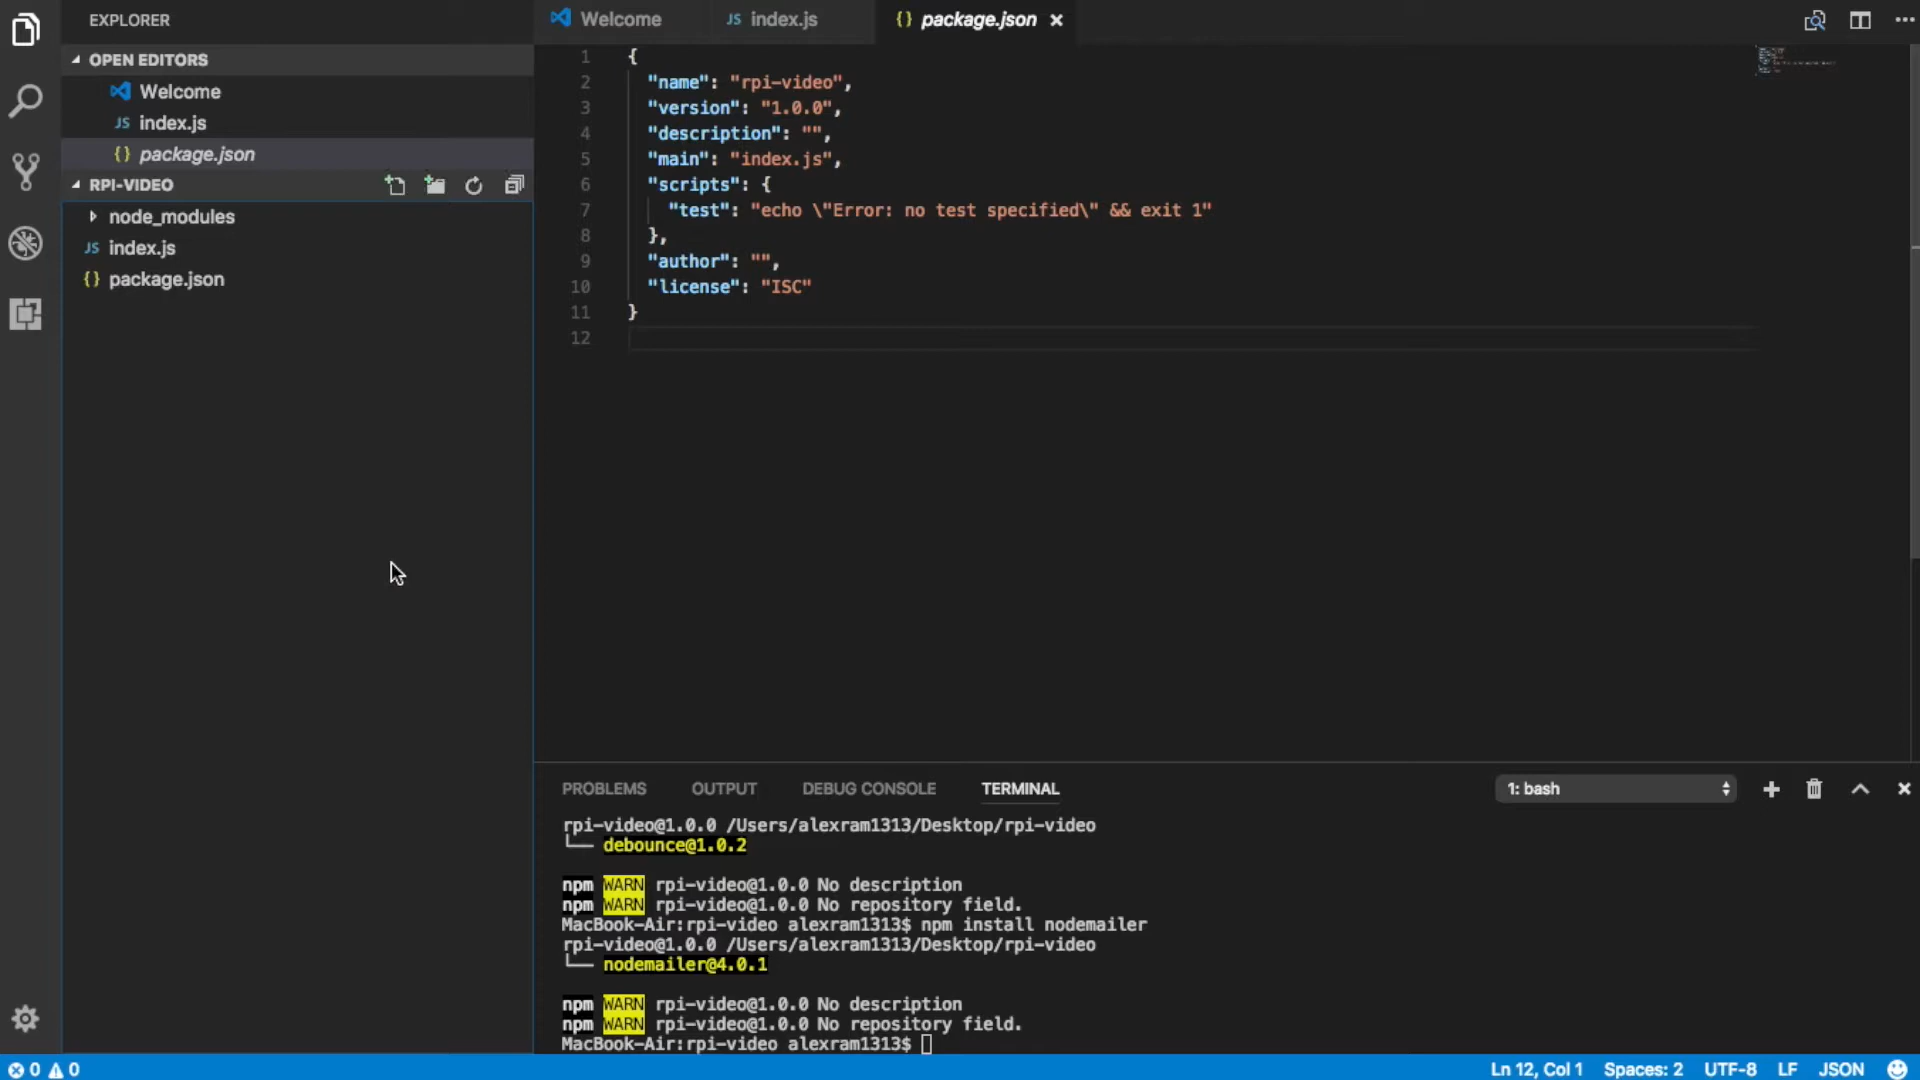 EXPLORER
OPEN EDITORS
Welcome
JS index.js
{} package.json
RPI-VIDEO
node_modules
JS index.js
{} package.json
Welcome
JS index.js
{} package.json
1 {
2 "name": "rpi-video",
3 "version": "1.0.0",
4 "description": "",
5 "main": "index.js",
6 "scripts": {
7 "test": "echo \"Error: no test specified\" && exit 1"
8 },
9 "author": "",
10 "license": "ISC"
11 }
12
PROBLEMS OUTPUT DEBUG CONSOLE TERMINAL 1: bash
rpi-video@1.0.0 /Users/alexram1313/Desktop/rpi-video
└── debounce@1.0.2
npm WARN rpi-video@1.0.0 No description
npm WARN rpi-video@1.0.0 No repository field.
MacBook-Air:rpi-video alexram1313$ npm install nodemailer
rpi-video@1.0.0 /Users/alexram1313/Desktop/rpi-video
└── nodemailer@4.0.1
npm WARN rpi-video@1.0.0 No description
npm WARN rpi-video@1.0.0 No repository field.
MacBook-Air:rpi-video alexram1313$
0 0 Ln 12, Col 1 Spaces: 2 UTF-8 LF JSON